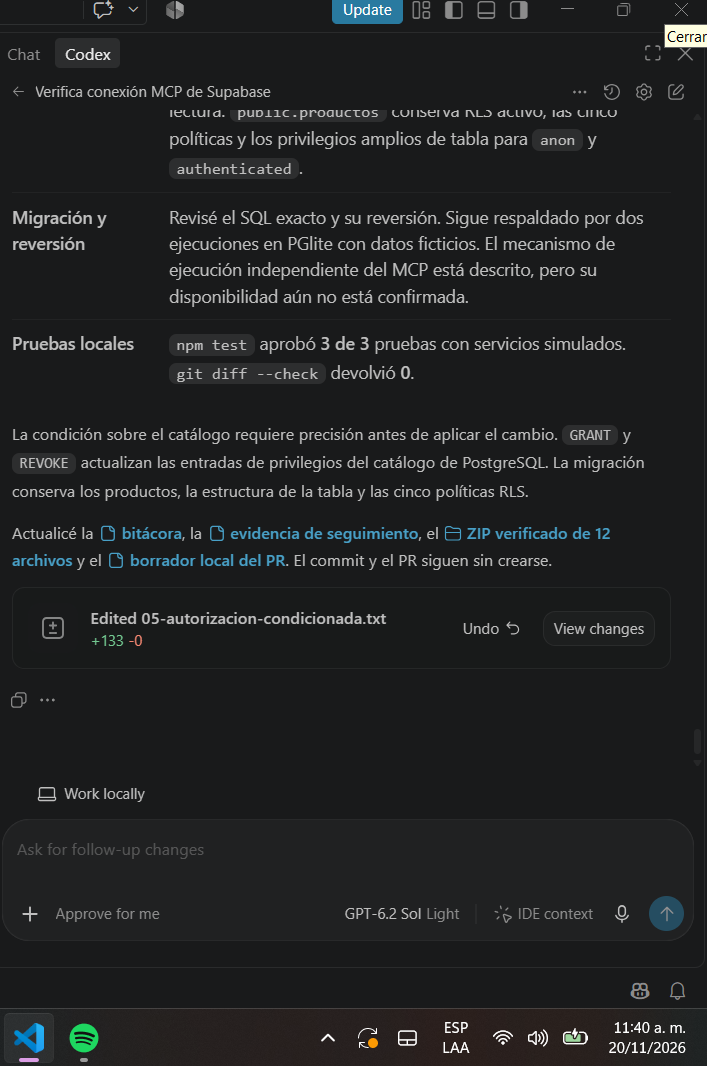 Update
Cerrar
Chat
Codex
Verifica conexión MCP de Supabase
lectura. public.productos conserva RLS activo, las cinco
políticas y los privilegios amplios de tabla para anon y
authenticated.
Migración y
reversión
Revisé el SQL exacto y su reversión. Sigue respaldado por dos
ejecuciones en PGlite con datos ficticios. El mecanismo de
ejecución independiente del MCP está descrito, pero su
disponibilidad aún no está confirmada.
Pruebas locales
npm test aprobó 3 de 3 pruebas con servicios simulados.
git diff --check devolvió 0.
La condición sobre el catálogo requiere precisión antes de aplicar el cambio. GRANT y
REVOKE actualizan las entradas de privilegios del catálogo de PostgreSQL. La migración
conserva los productos, la estructura de la tabla y las cinco políticas RLS.
Actualicé la bitácora, la evidencia de seguimiento, el ZIP verificado de 12
archivos y el borrador local del PR. El commit y el PR siguen sin crearse.
Edited 05-autorizacion-condicionada.txt
+133 -0
Undo
View changes
Work locally
Ask for follow-up changes
Approve for me
GPT-6.2 Sol Light
IDE context
ESP
LAA
11:40 a. m.
20/11/2026